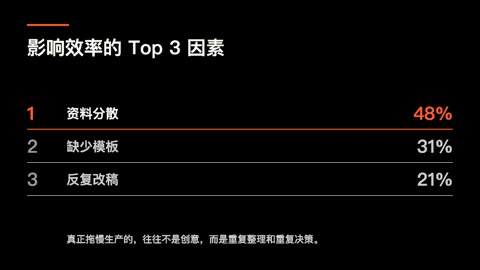 影响效率的 Top 3 因素
1 资料分散 48%
2 缺少模板 31%
3 反复改稿 21%
真正拖慢生产的，往往不是创意，而是重复整理和重复决策。